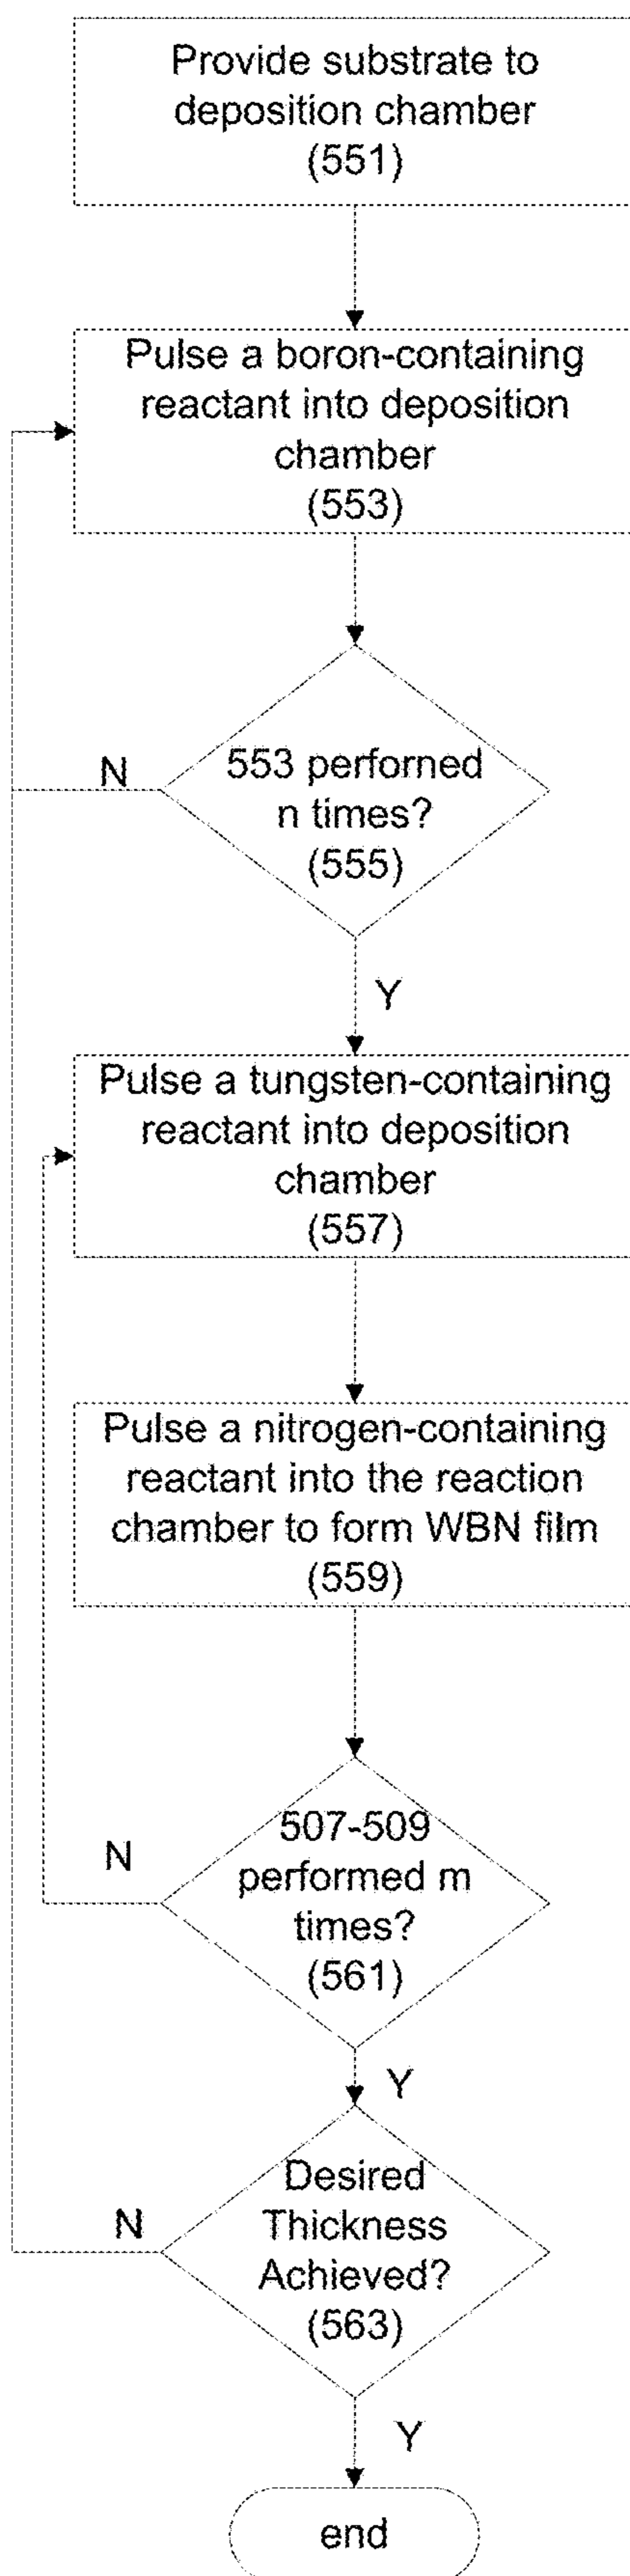 Provide substrate to
deposition chamber
(551)
Pulse a boron-containing
reactant into deposition
chamber
(553)
N
553 perforned
n times?
(555)
Y
Pulse a tungsten-containing
reactant into deposition
chamber
(557)
Pulse a nitrogen-containing
reactant into the reaction
chamber to form WBN film
(559)
N
507-509
performed m
times?
(561)
Y
N
Desired
Thickness
Achieved?
(563)
Y
end